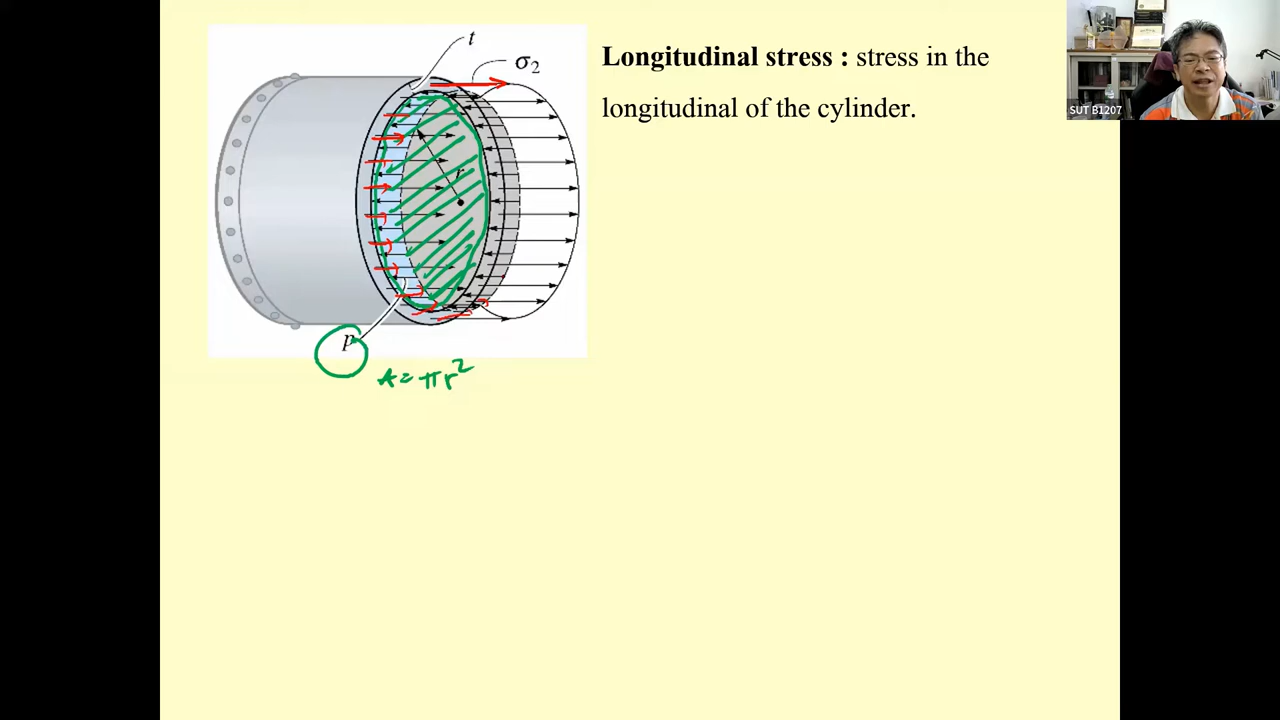 t
σ₂
Longitudinal stress : stress in the
longitudinal of the cylinder.
SUT B1207
r
p
A = πr²